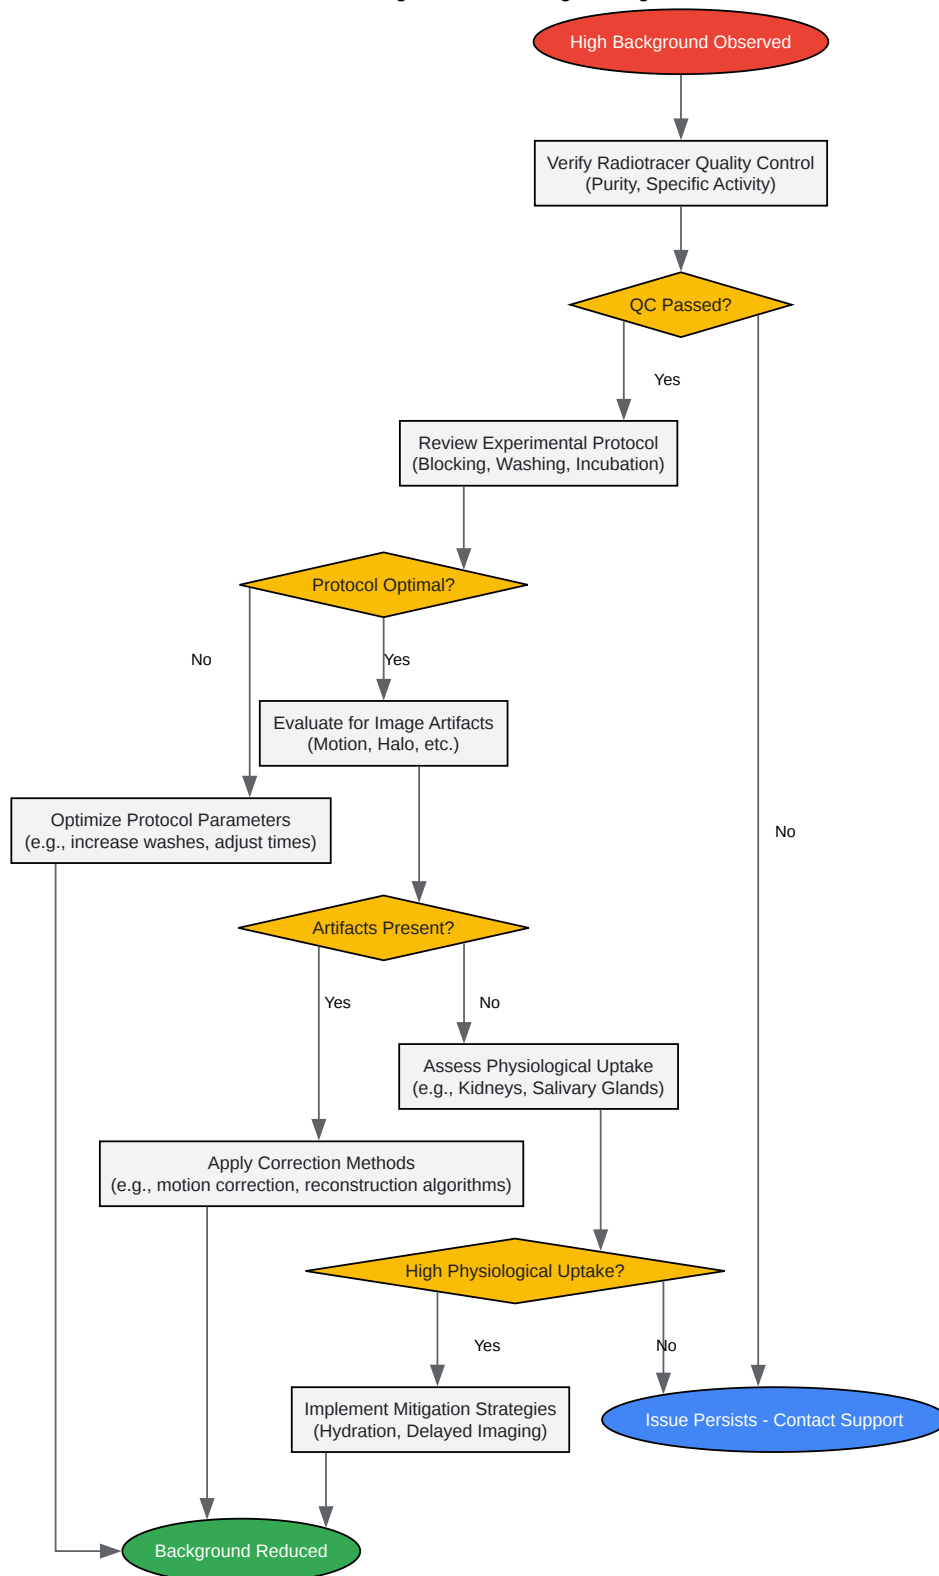 High Background Observed
Verify Radiotracer Quality Control
(Purity, Specific Activity)
QC Passed?
Yes
Review Experimental Protocol
(Blocking, Washing, Incubation)
Protocol Optimal?
No
Yes
Evaluate for Image Artifacts
(Motion, Halo, etc.)
Optimize Protocol Parameters
(e.g., increase washes, adjust times)
No
Artifacts Present?
Yes
No
Assess Physiological Uptake
(e.g., Kidneys, Salivary Glands)
Apply Correction Methods
(e.g., motion correction, reconstruction algorithms)
High Physiological Uptake?
Yes
No
Implement Mitigation Strategies
(Hydration, Delayed Imaging)
Issue Persists - Contact Support
Background Reduced